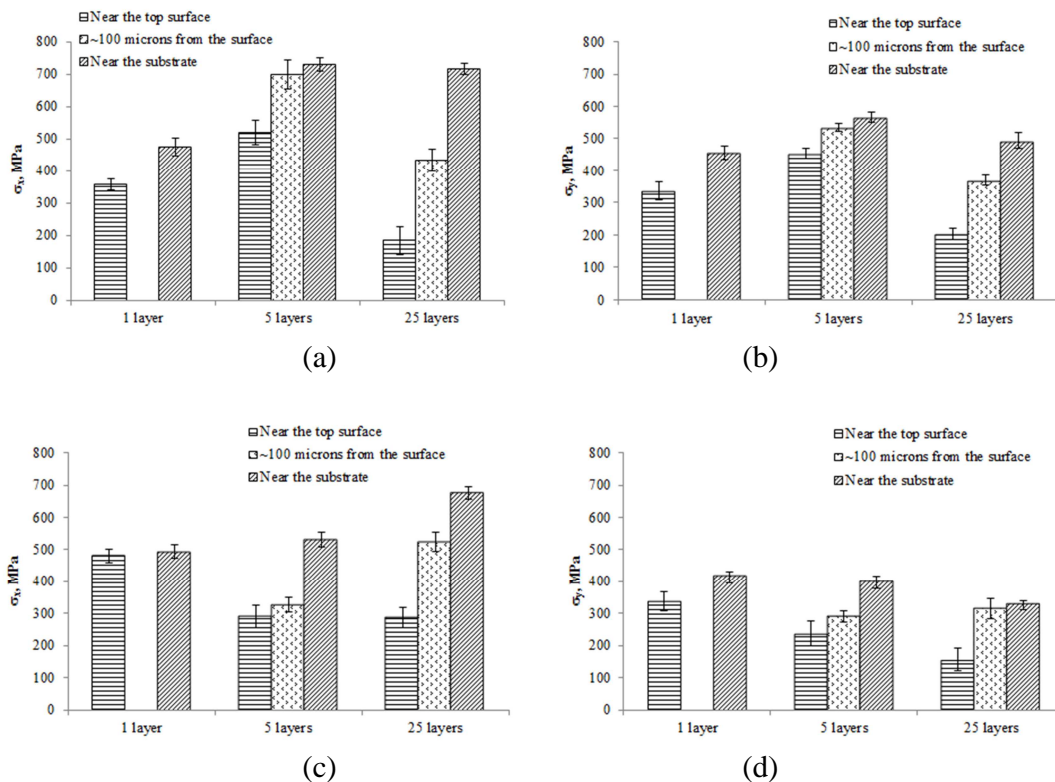 Near the top surface
~100 microns from the surface
Near the substrate
800
700
600
500
400
300
200
100
0
σx, MPa
1 layer
5 layers
25 layers
(a)
Near the top surface
~100 microns from the surface
Near the substrate
800
700
600
500
400
300
200
100
0
σy, MPa
1 layer
5 layers
25 layers
(b)
Near the top surface
~100 microns from the surface
Near the substrate
800
700
600
500
400
300
200
100
0
σx, MPa
1 layer
5 layers
25 layers
(c)
Near the top surface
~100 microns from the surface
Near the substrate
800
700
600
500
400
300
200
100
0
σy, MPa
1 layer
5 layers
25 layers
(d)